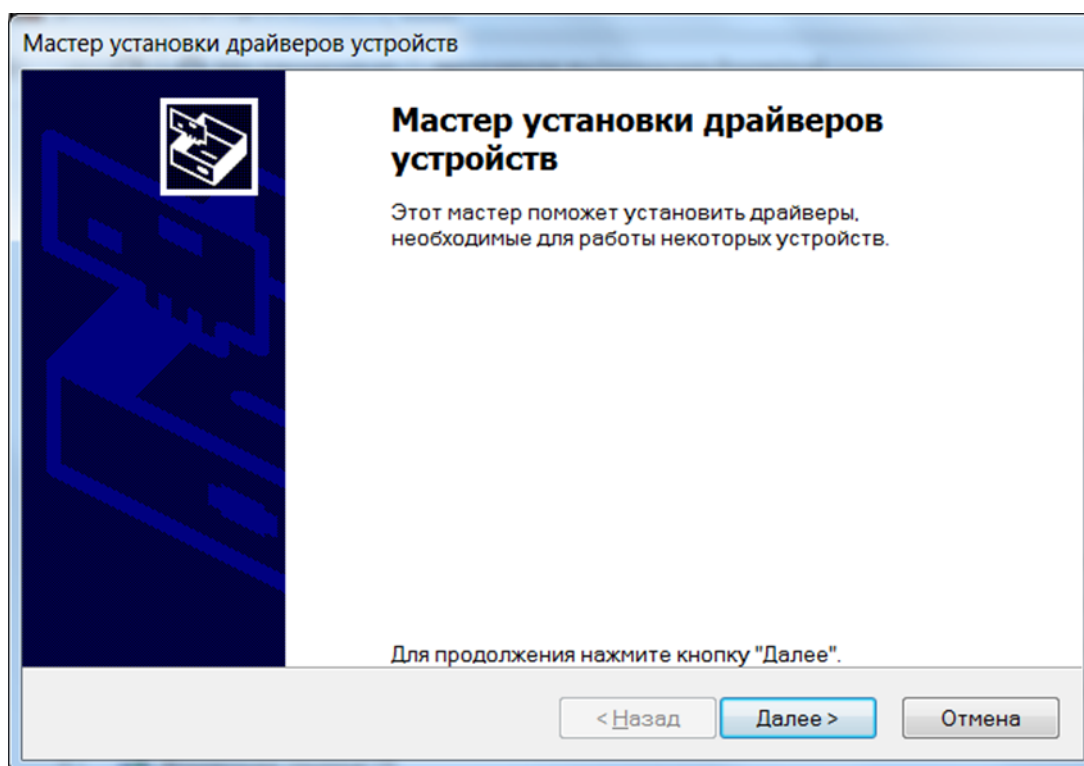 Мастер установки драйверов устройств
Мастер установки драйверов
устройств
Этот мастер поможет установить драйверы,
необходимые для работы некоторых устройств.
Для продолжения нажмите кнопку "Далее".
< Назад
Далее >
Отмена